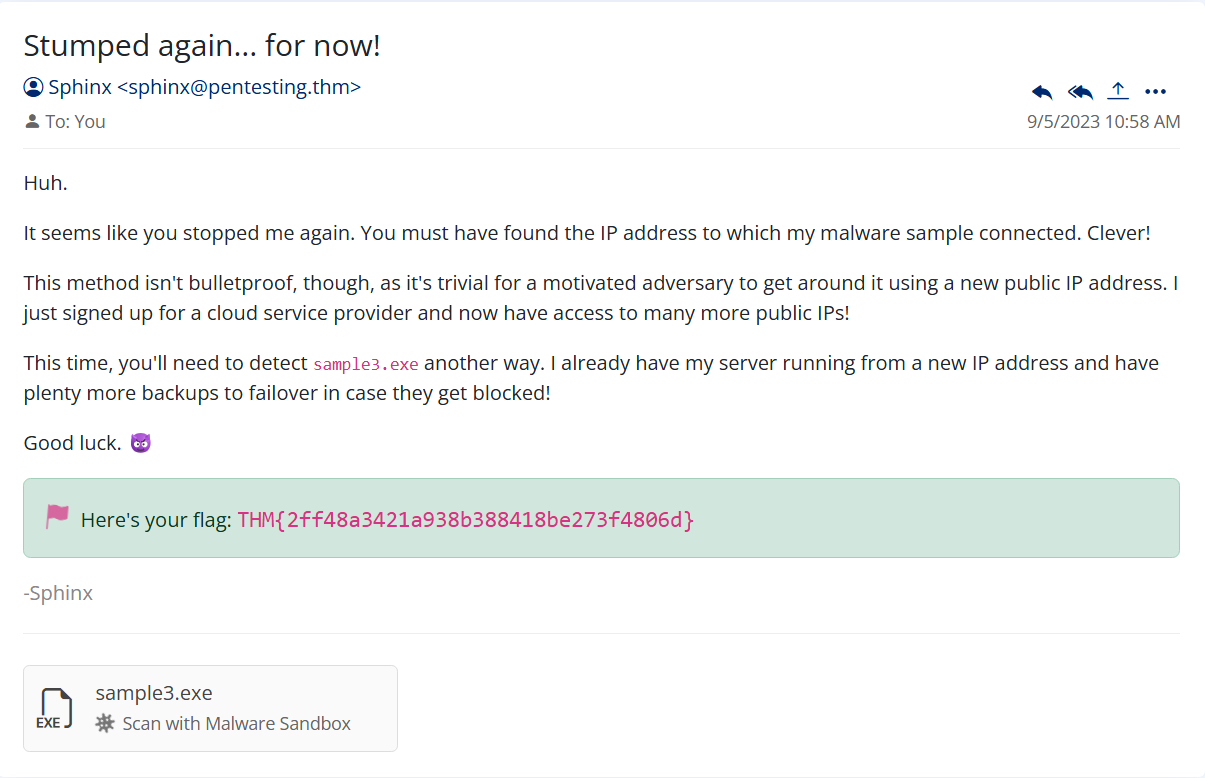 Stumped again... for now!
Sphinx <sphinx@pentesting.thm>
To: You
9/5/2023 10:58 AM
Huh.
It seems like you stopped me again. You must have found the IP address to which my malware sample connected. Clever!
This method isn't bulletproof, though, as it's trivial for a motivated adversary to get around it using a new public IP address. I
just signed up for a cloud service provider and now have access to many more public IPs!
This time, you'll need to detect sample3.exe another way. I already have my server running from a new IP address and have
plenty more backups to failover in case they get blocked!
Good luck. 😈
Here's your flag: THM{2ff48a3421a938b388418be273f4806d}
-Sphinx
sample3.exe
EXE
Scan with Malware Sandbox